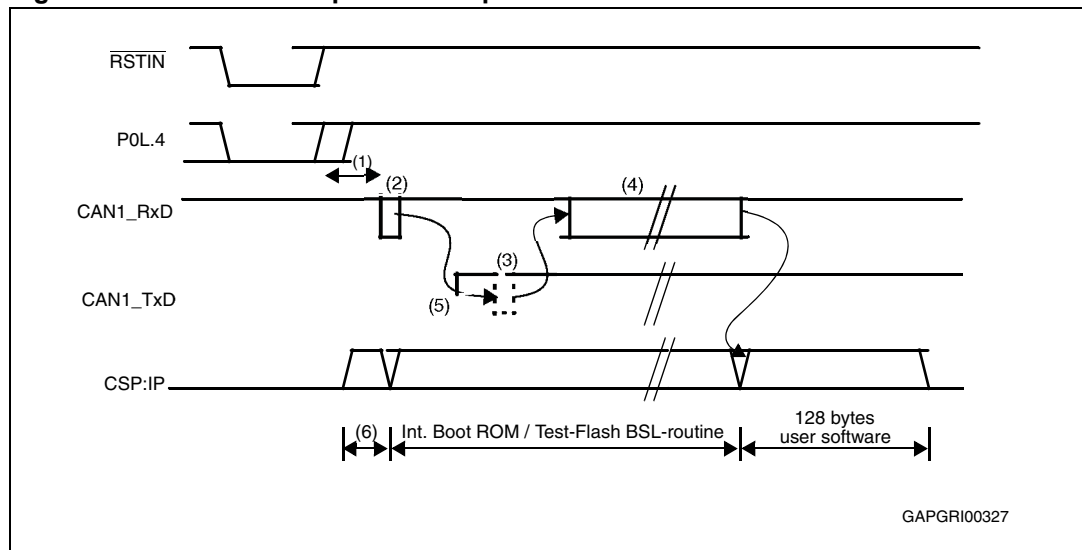 RSTIN
P0L.4
(1)
(2)
(4)
CAN1_RxD
(3)
(5)
CAN1_TxD
CSP:IP
(6)
Int. Boot ROM / Test-Flash BSL-routine
128 bytes
user software
GAPGRI00327